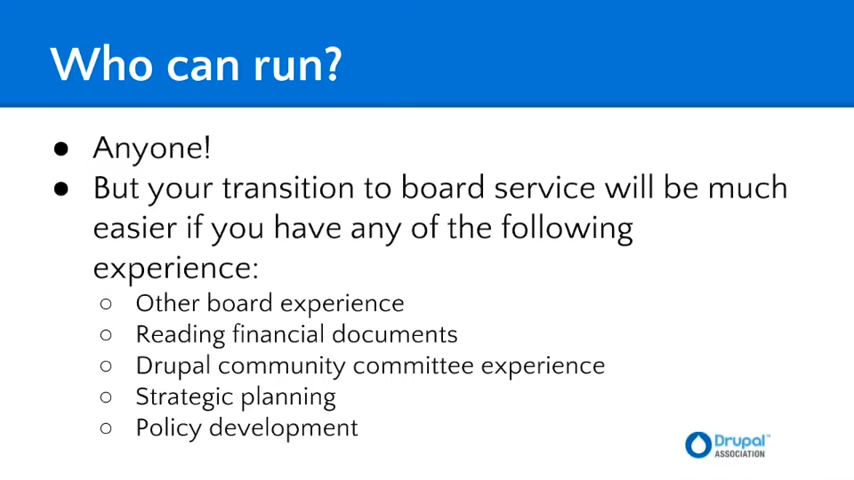 Who can run?
● Anyone!
● But your transition to board service will be much
easier if you have any of the following
experience:
○ Other board experience
○ Reading financial documents
○ Drupal community committee experience
○ Strategic planning
○ Policy development
Drupal™
ASSOCIATION